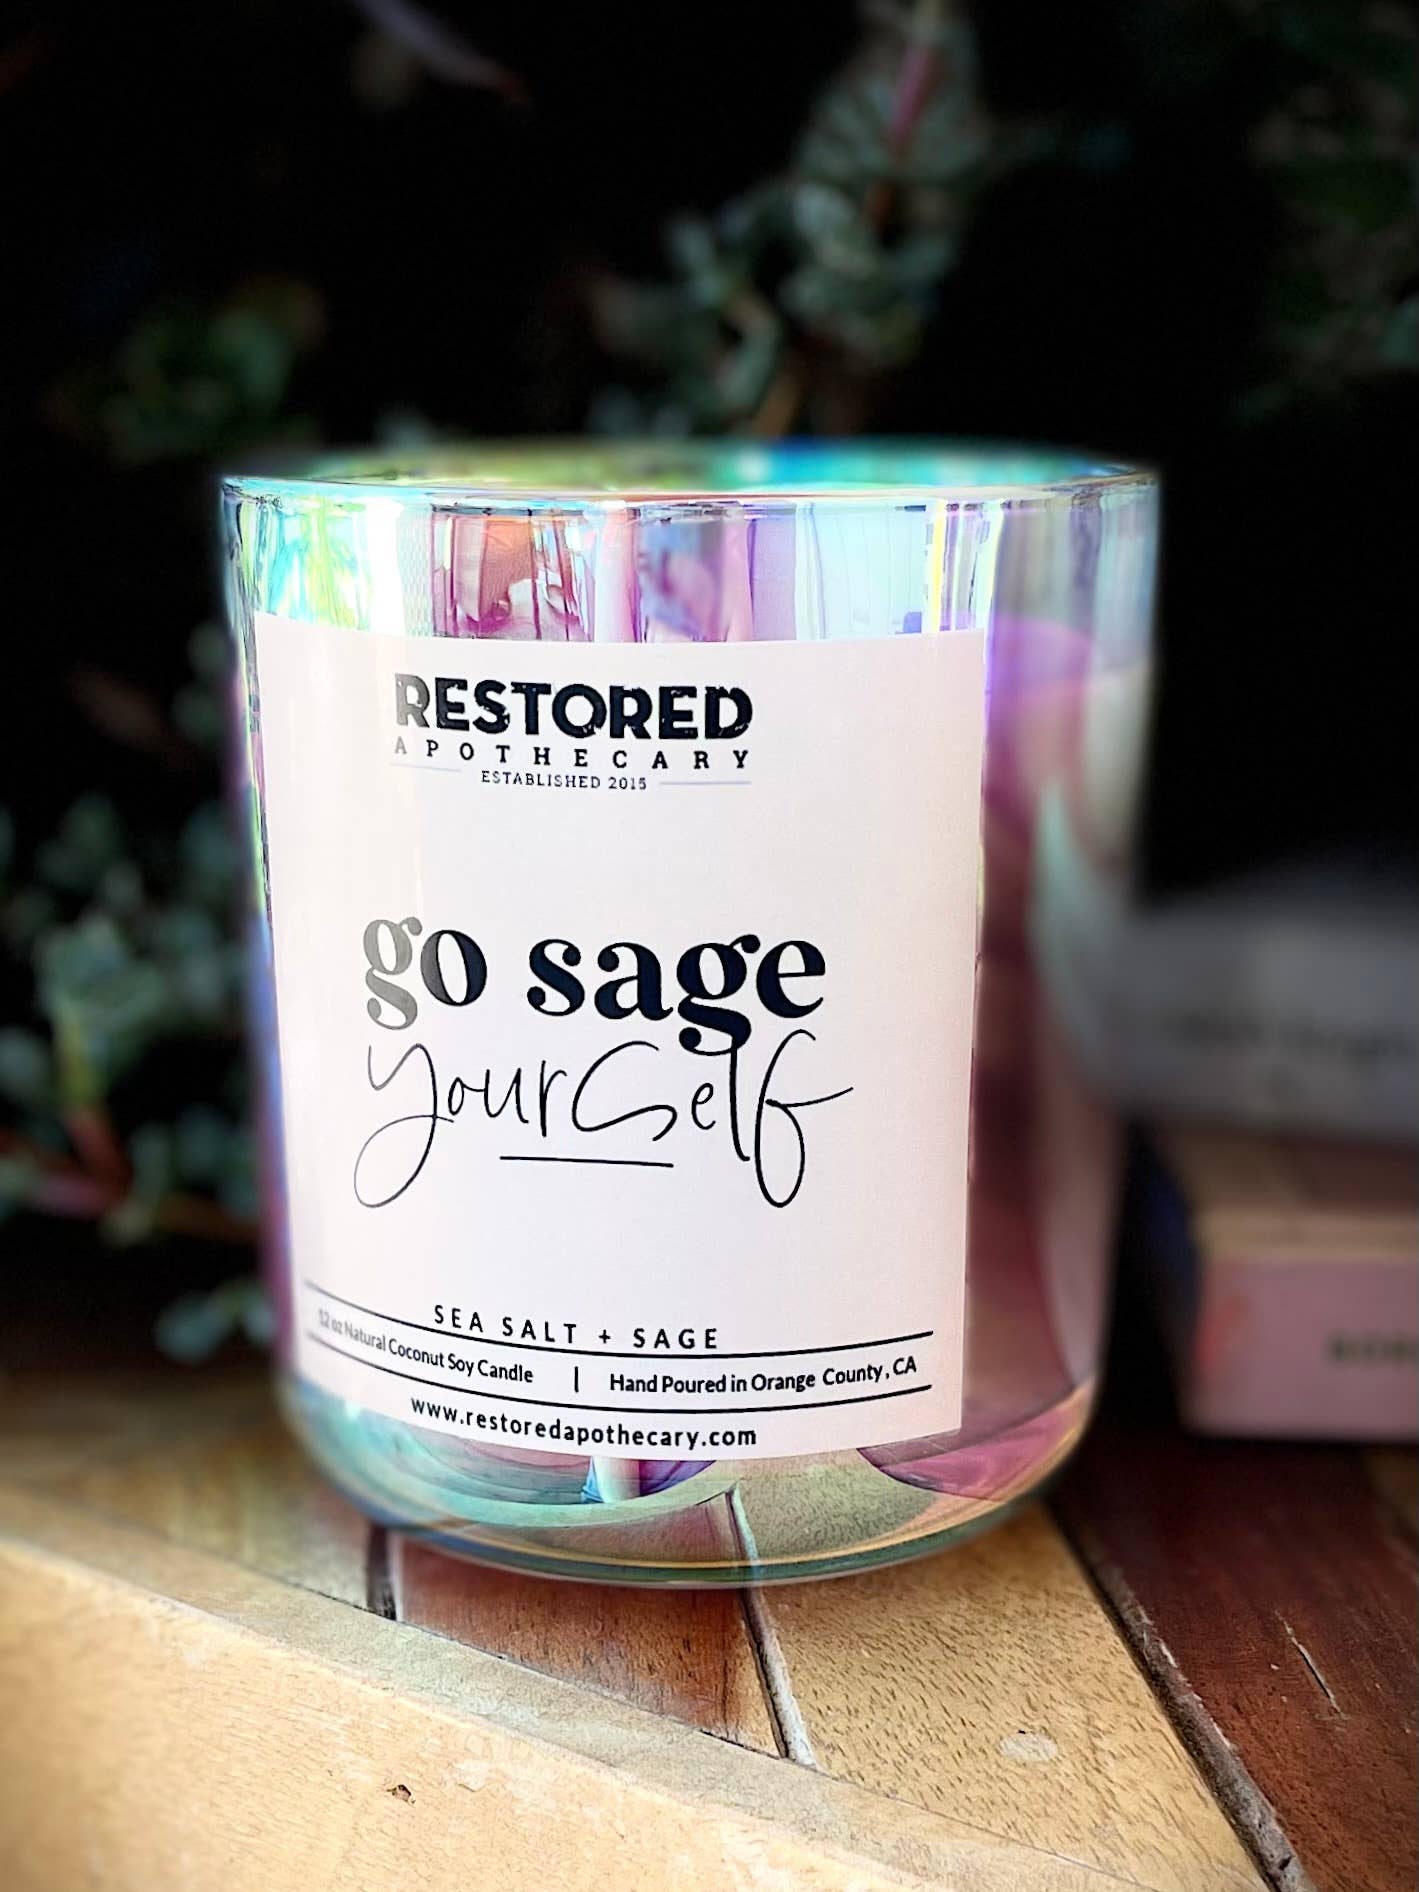 RESTORED
APOTHECARY
ESTABLISHED 2015
go sage
yourself
SEA SALT + SAGE
12 oz Natural Coconut Soy Candle | Hand Poured in Orange County, CA
www.restoredapothecary.com